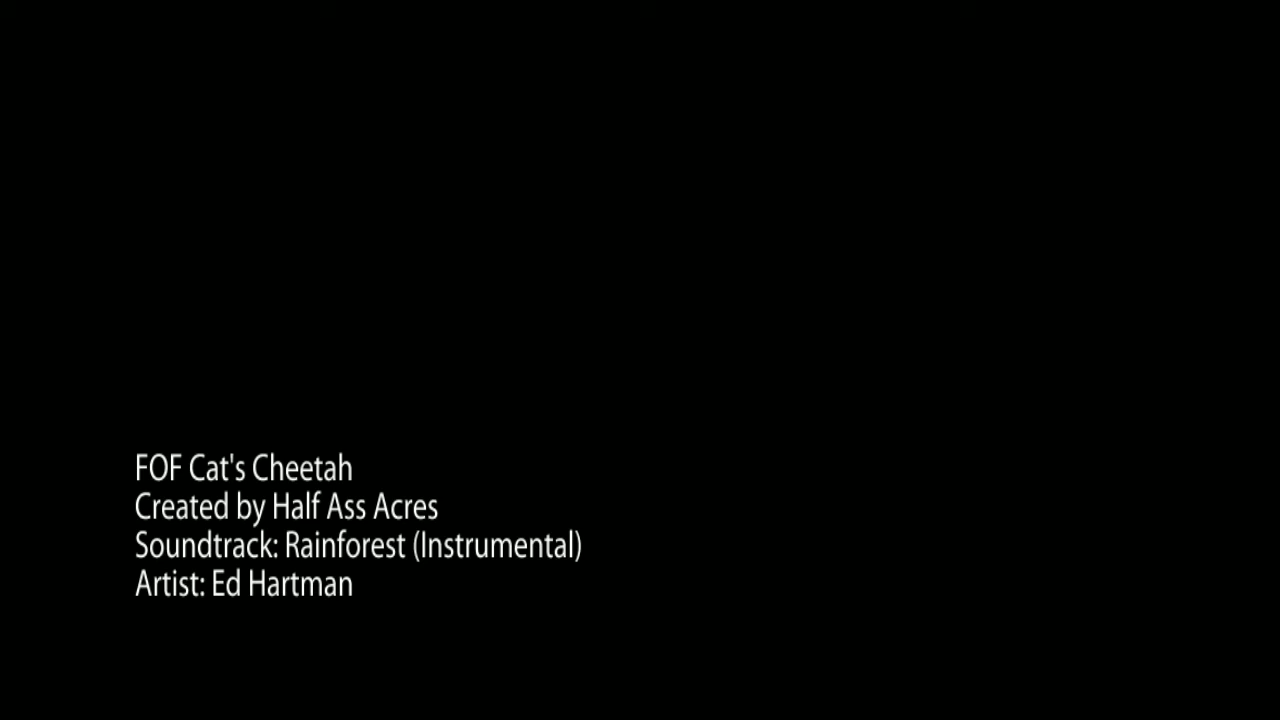 FOF Cat's Cheetah
Created by Half Ass Acres
Soundtrack: Rainforest (Instrumental)
Artist: Ed Hartman